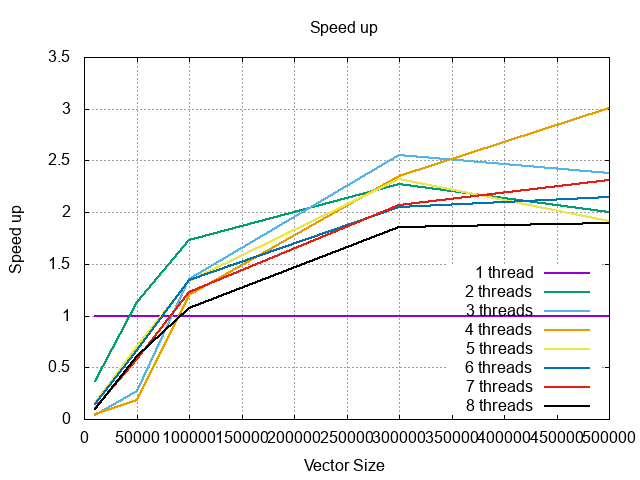 Speed up
3.5
3
2.5
2
1.5
1
0.5
0
Speed up
1 thread
2 threads
3 threads
4 threads
5 threads
6 threads
7 threads
8 threads
0 50000 100000 150000 200000 250000 300000 350000 400000 450000 500000
Vector Size